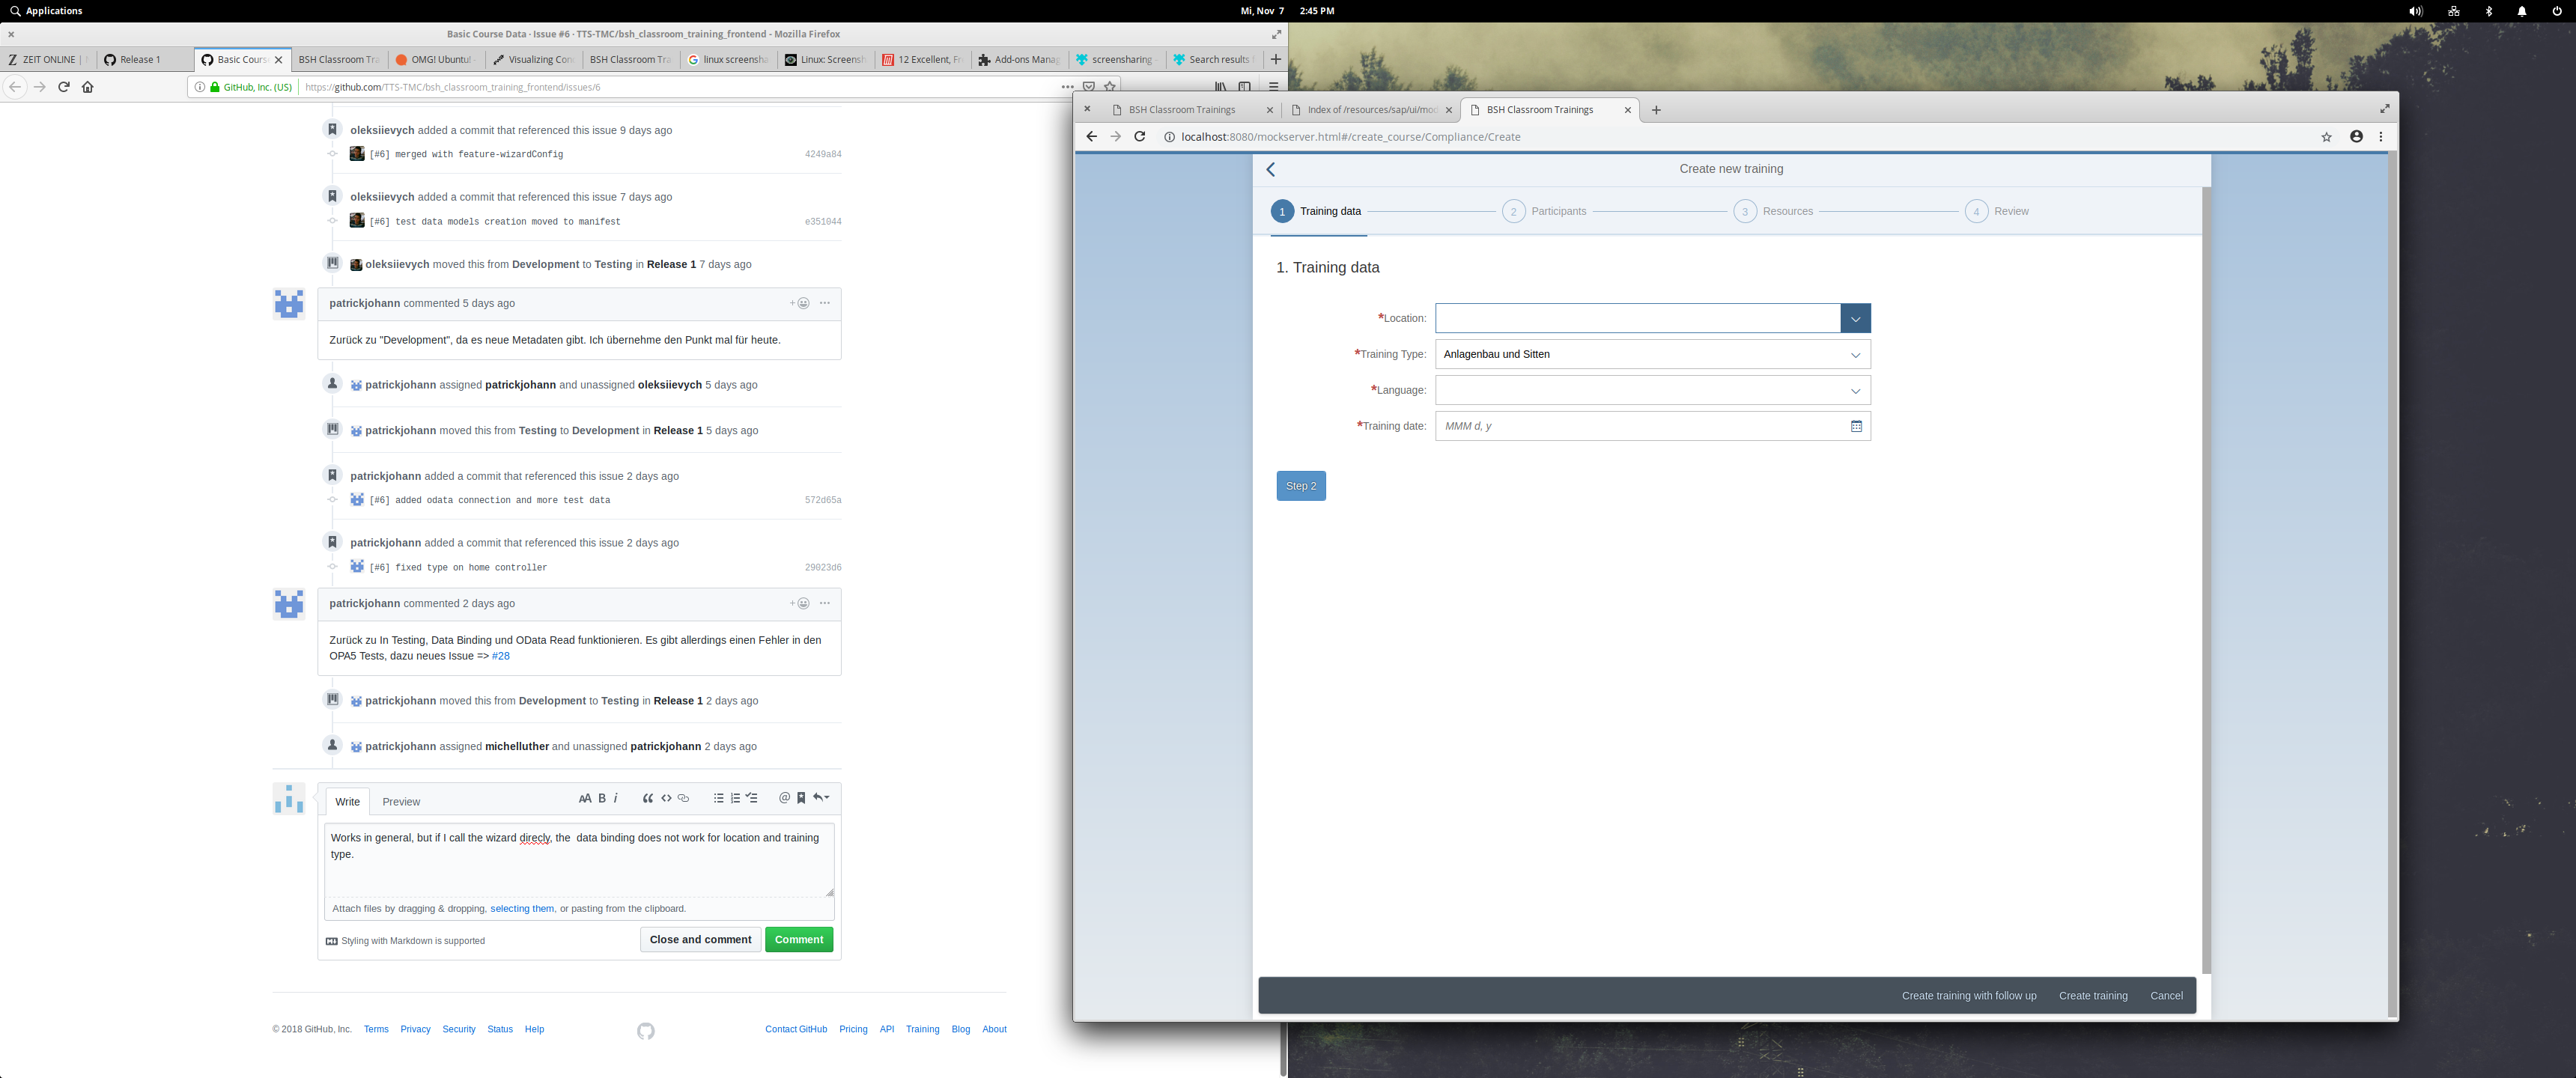 Applications
Mi, Nov 7 2:45 PM
Basic Course Data · Issue #6 · TTS-TMC/bsh_classroom_training_frontend - Mozilla Firefox
ZEIT ONLINE |
Release 1
Basic Cours
BSH Classroom Tra
OMG! Ubuntu!
Visualizing Con
BSH Classroom Tra
linux screensha
Linux: Screensh
12 Excellent, Fr
Add-ons Manag
screensharing
Search results
GitHub, Inc. (US)
https://github.com/TTS-TMC/bsh_classroom_training_frontend/issues/6
oleksiievych added a commit that referenced this issue 9 days ago
[#6] merged with feature-wizardConfig 4249a84
oleksiievych added a commit that referenced this issue 7 days ago
[#6] test data models creation moved to manifest e351044
oleksiievych moved this from Development to Testing in Release 1 7 days ago
patrickjohann commented 5 days ago
Zurück zu "Development", da es neue Metadaten gibt. Ich übernehme den Punkt mal für heute.
patrickjohann assigned patrickjohann and unassigned oleksiievych 5 days ago
patrickjohann moved this from Testing to Development in Release 1 5 days ago
patrickjohann added a commit that referenced this issue 2 days ago
[#6] added odata connection and more test data 572d65a
patrickjohann added a commit that referenced this issue 2 days ago
[#6] fixed type on home controller 29023d6
patrickjohann commented 2 days ago
Zurück zu In Testing, Data Binding und OData Read funktionieren. Es gibt allerdings einen Fehler in den
OPA5 Tests, dazu neues Issue => #28
patrickjohann moved this from Development to Testing in Release 1 2 days ago
patrickjohann assigned michelluther and unassigned patrickjohann 2 days ago
Write Preview
AA B i
Works in general, but if I call the wizard direcly, the  data binding does not work for location and training
type.
Attach files by dragging & dropping, selecting them, or pasting from the clipboard.
Styling with Markdown is supported
Close and comment
Comment
© 2018 GitHub, Inc. Terms Privacy Security Status Help
Contact GitHub Pricing API Training Blog About
BSH Classroom Trainings
Index of /resources/sap/ui/mod
BSH Classroom Trainings
localhost:8080/mockserver.html#/create_course/Compliance/Create
Create new training
1 Training data
2 Participants
3 Resources
4 Review
1. Training data
*Location:
*Training Type: Anlagenbau und Sitten
*Language:
*Training date: MMM d, y
Step 2
Create training with follow up Create training Cancel